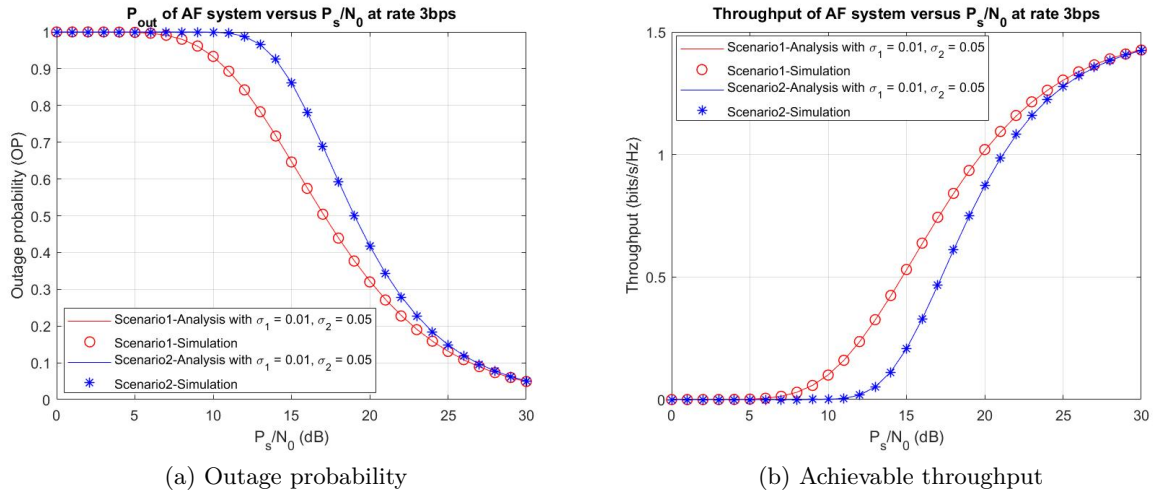 P_out of AF system versus P_s/N_0 at rate 3bps
Outage probability (OP)
1
0.9
0.8
0.7
0.6
0.5
0.4
0.3
0.2
0.1
0
Scenario1-Analysis with σ_1 = 0.01, σ_2 = 0.05
Scenario1-Simulation
Scenario2-Analysis with σ_1 = 0.01, σ_2 = 0.05
Scenario2-Simulation
0 5 10 15 20 25 30
P_s/N_0 (dB)
(a) Outage probability
Throughput of AF system versus P_s/N_0 at rate 3bps
Throughput (bits/s/Hz)
1.5
1
0.5
0
Scenario1-Analysis with σ_1 = 0.01, σ_2 = 0.05
Scenario1-Simulation
Scenario2-Analysis with σ_1 = 0.01, σ_2 = 0.05
Scenario2-Simulation
0 5 10 15 20 25 30
P_s/N_0 (dB)
(b) Achievable throughput